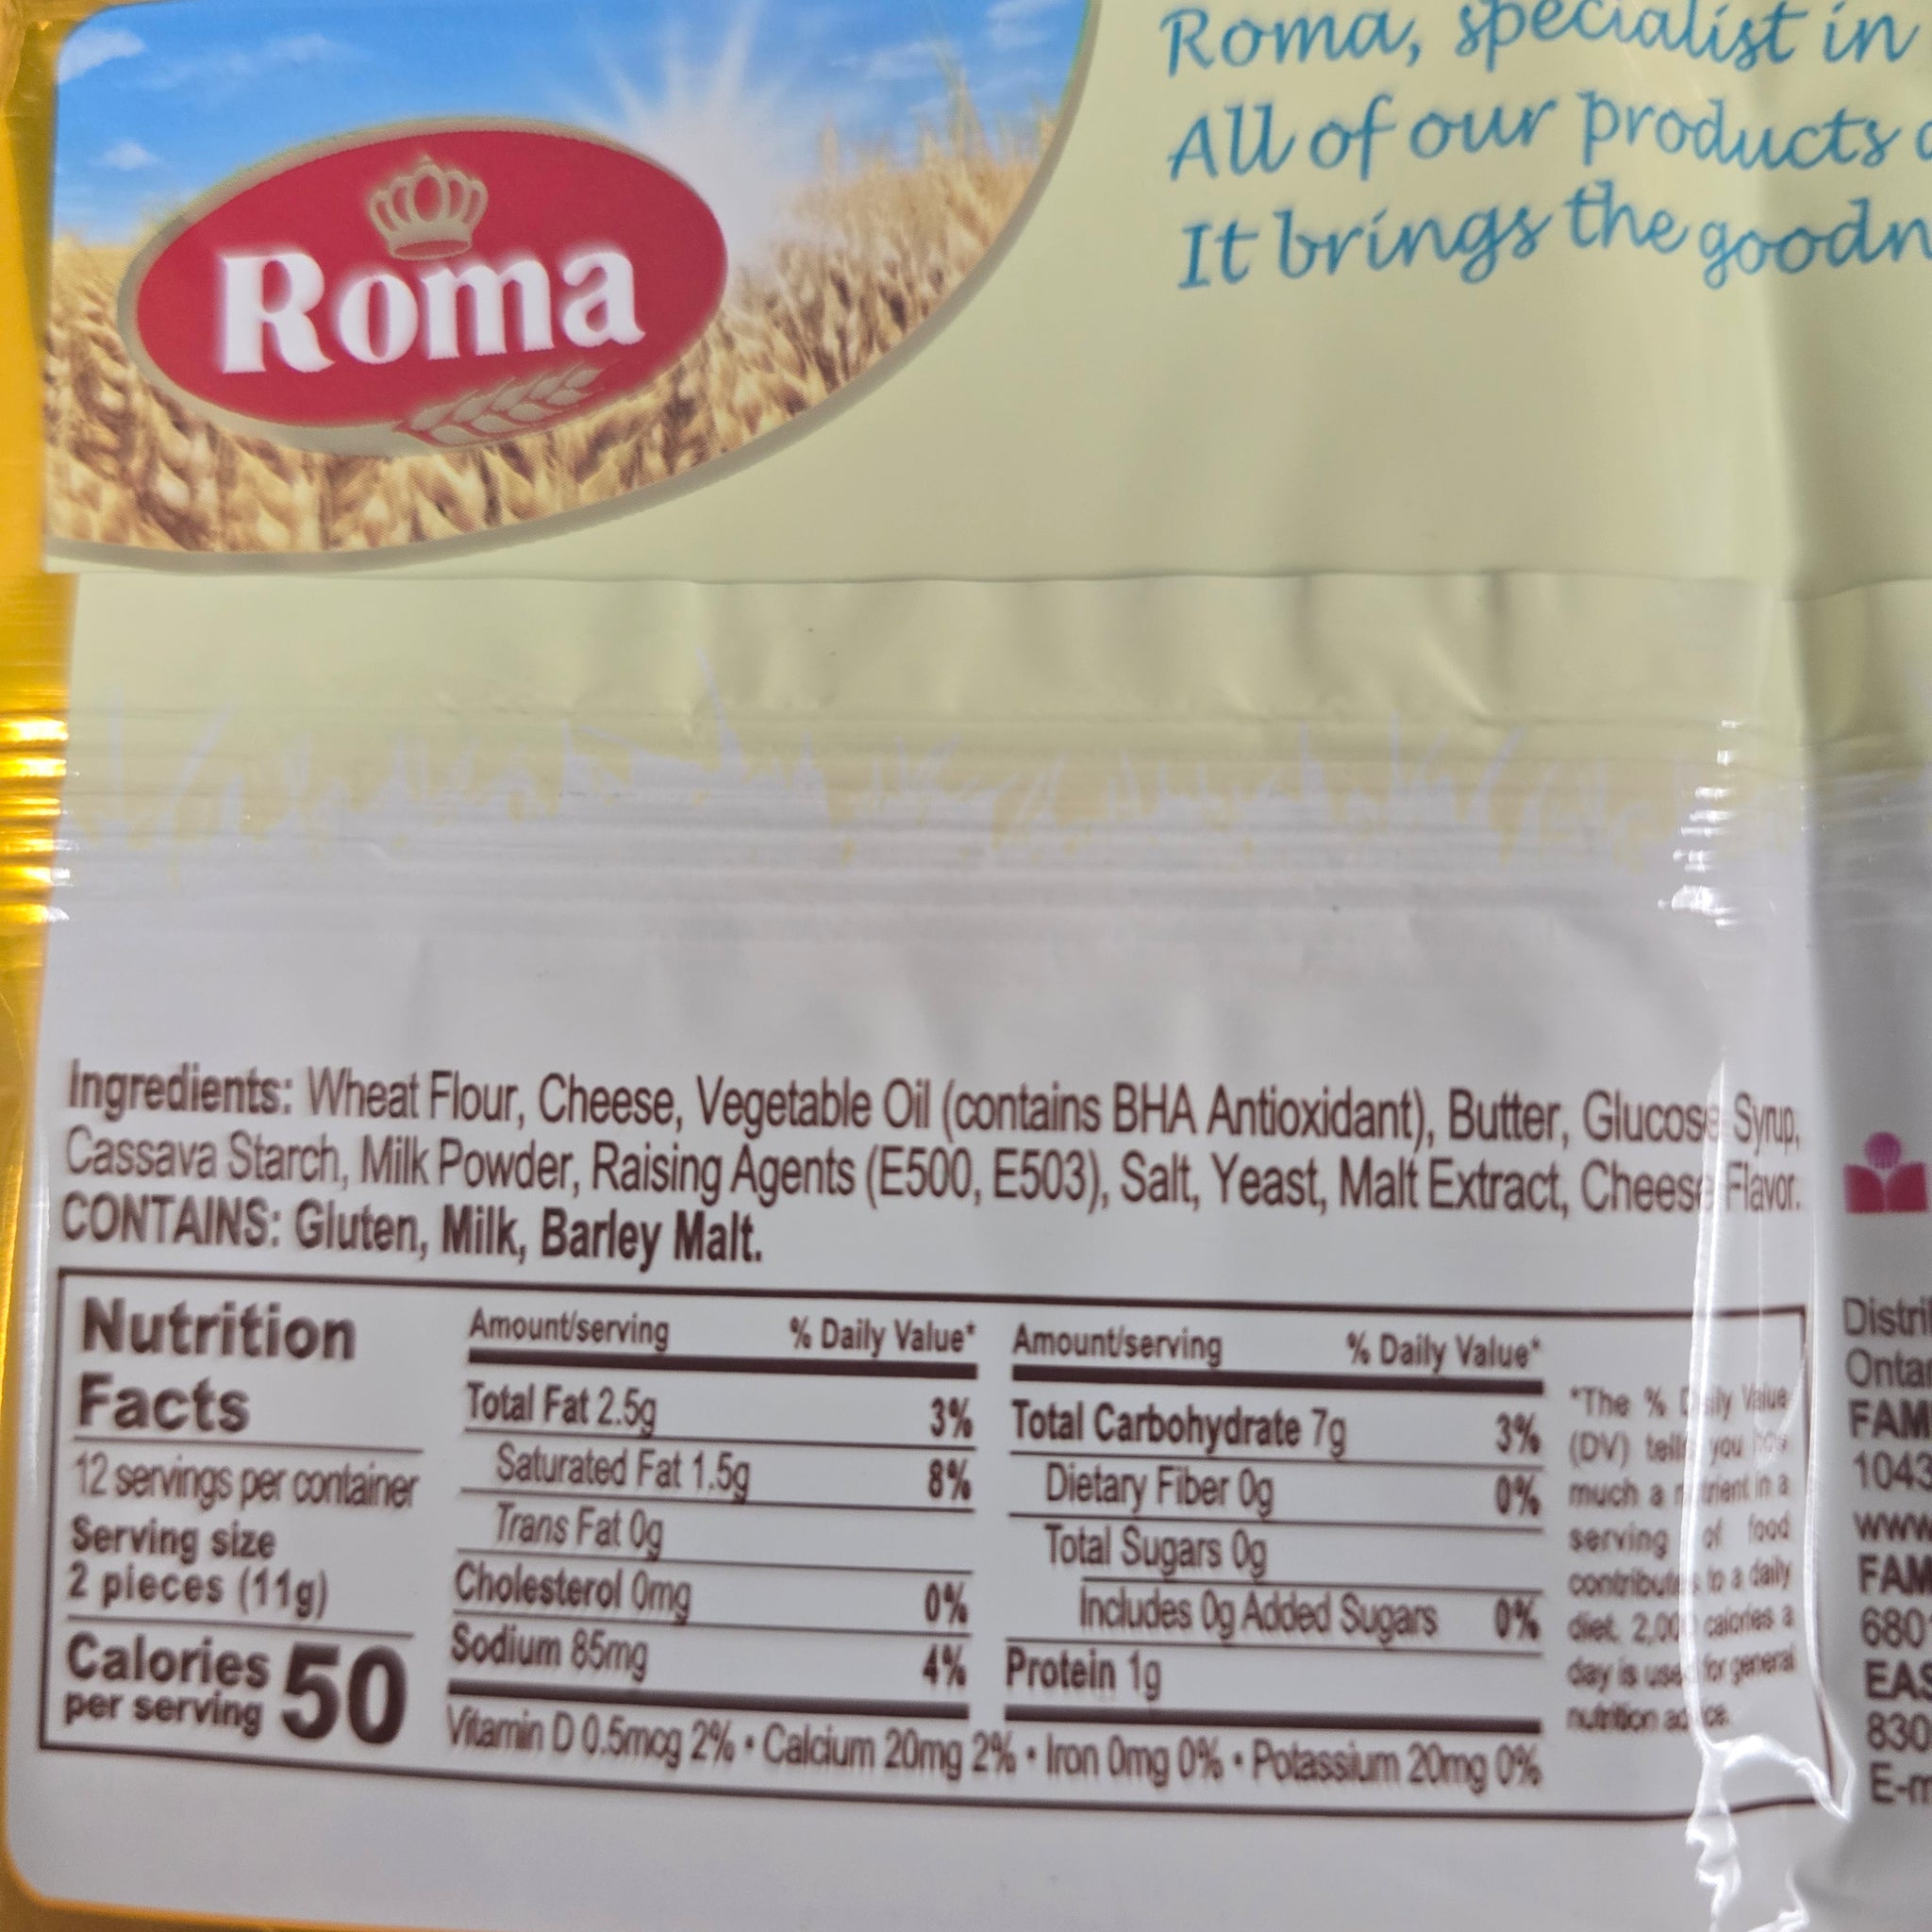 Roma
Roma, specialist in
All of our products
It brings the
Ingredients: Wheat Flour, Cheese, Vegetable Oil (contains BHA Antioxidant), Butter, Glucose Syrup,
Cassava Starch, Milk Powder, Raising Agents (E500, E503), Salt, Yeast, Malt Extract, Cheese Flavor.
CONTAINS: Gluten, Milk, Barley Malt.
Nutrition
Facts
12 servings per container
Serving size
2 pieces (11g)
Calories
per serving
50
Amount/serving % Daily Value*
Total Fat 2.5g 3%
Saturated Fat 1.5g 8%
Trans Fat 0g
Cholesterol 0mg 0%
Sodium 85mg 4%
Amount/serving % Daily Value*
Total Carbohydrate 7g 3%
Dietary Fiber 0g 0%
Total Sugars 0g
Includes 0g Added Sugars 0%
Protein 1g
Vitamin D 0.5mcg 2% • Calcium 20mg 2% • Iron 0mg 0% • Potassium 20mg 0%
*The % Daily Value
(DV) tells you how
much a nutrient in a
serving of food
contributes to a daily
diet. 2,000 calories a
day is used for general
nutrition advice.
1043
www
680
830